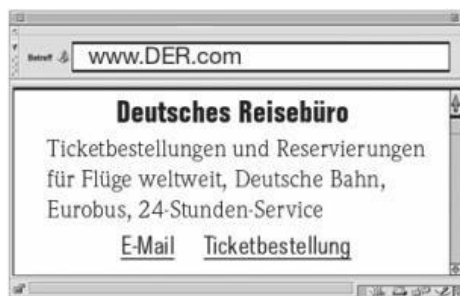 Betreff www.DER.com
Deutsches Reisebüro
Ticketbestellungen und Reservierungen
für Flüge weltweit, Deutsche Bahn,
Eurobus, 24-Stunden-Service
E-Mail Ticketbestellung